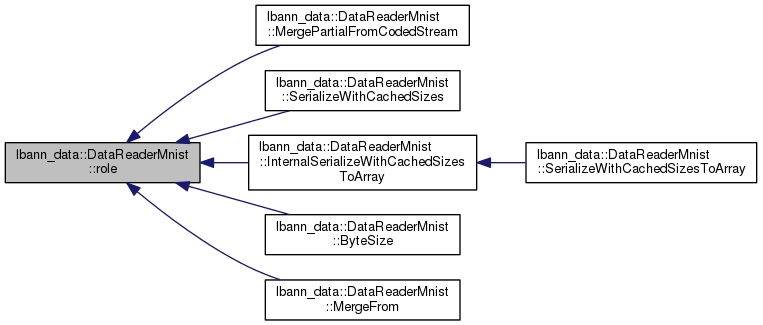 lbann_data::DataReaderMnist
::MergePartialFromCodedStream
lbann_data::DataReaderMnist
::SerializeWithCachedSizes
lbann_data::DataReaderMnist
::role
lbann_data::DataReaderMnist
::InternalSerializeWithCachedSizes
ToArray
lbann_data::DataReaderMnist
::SerializeWithCachedSizesToArray
lbann_data::DataReaderMnist
::ByteSize
lbann_data::DataReaderMnist
::MergeFrom